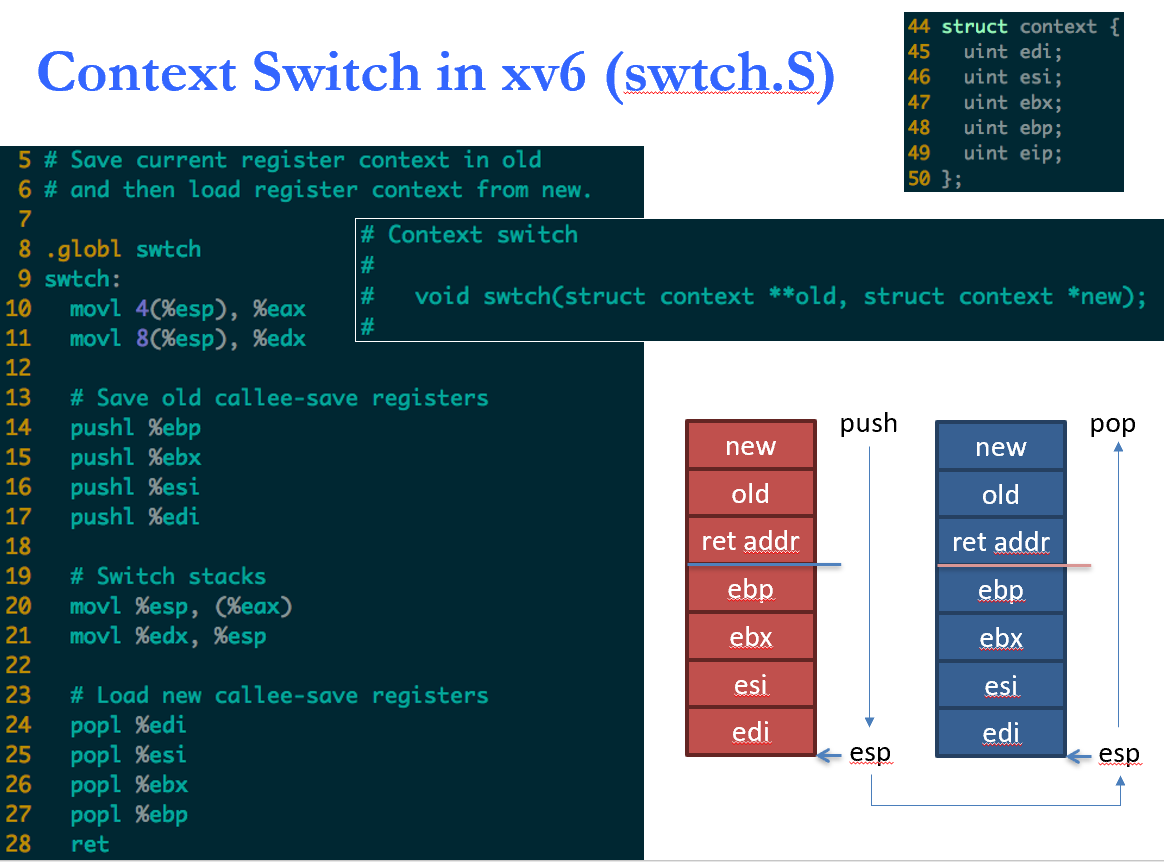 Context Switch in xv6 (swtch.S)
44 struct context {
45   uint edi;
46   uint esi;
47   uint ebx;
48   uint ebp;
49   uint eip;
50 };
5 # Save current register context in old
6 # and then load register context from new.
7
8 .globl swtch
9 swtch:
10   movl 4(%esp), %eax
11   movl 8(%esp), %edx
12
13   # Save old callee-save registers
14   pushl %ebp
15   pushl %ebx
16   pushl %esi
17   pushl %edi
18
19   # Switch stacks
20   movl %esp, (%eax)
21   movl %edx, %esp
22
23   # Load new callee-save registers
24   popl %edi
25   popl %esi
26   popl %ebx
27   popl %ebp
28   ret
# Context switch
#
#   void swtch(struct context **old, struct context *new);
#
push
new
old
ret addr
ebp
ebx
esi
edi
esp
pop
new
old
ret addr
ebp
ebx
esi
edi
esp